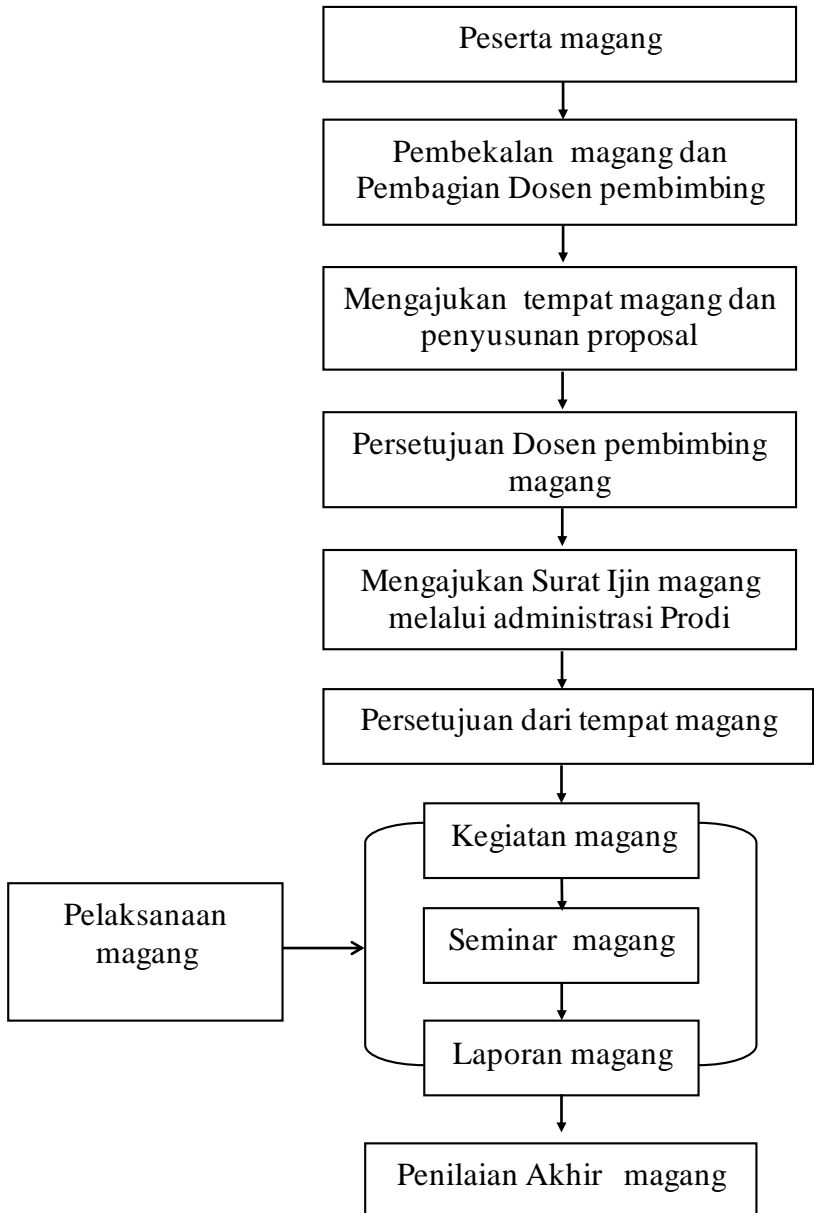 Peserta magang
Pembekalan magang dan
Pembagian Dosen pembimbing
Mengajukan tempat magang dan
penyusunan proposal
Persetujuan Dosen pembimbing
magang
Mengajukan Surat Ijin magang
melalui administrasi Prodi
Persetujuan dari tempat magang
Kegiatan magang
Pelaksanaan
magang
Seminar magang
Laporan magang
Penilaian Akhir magang